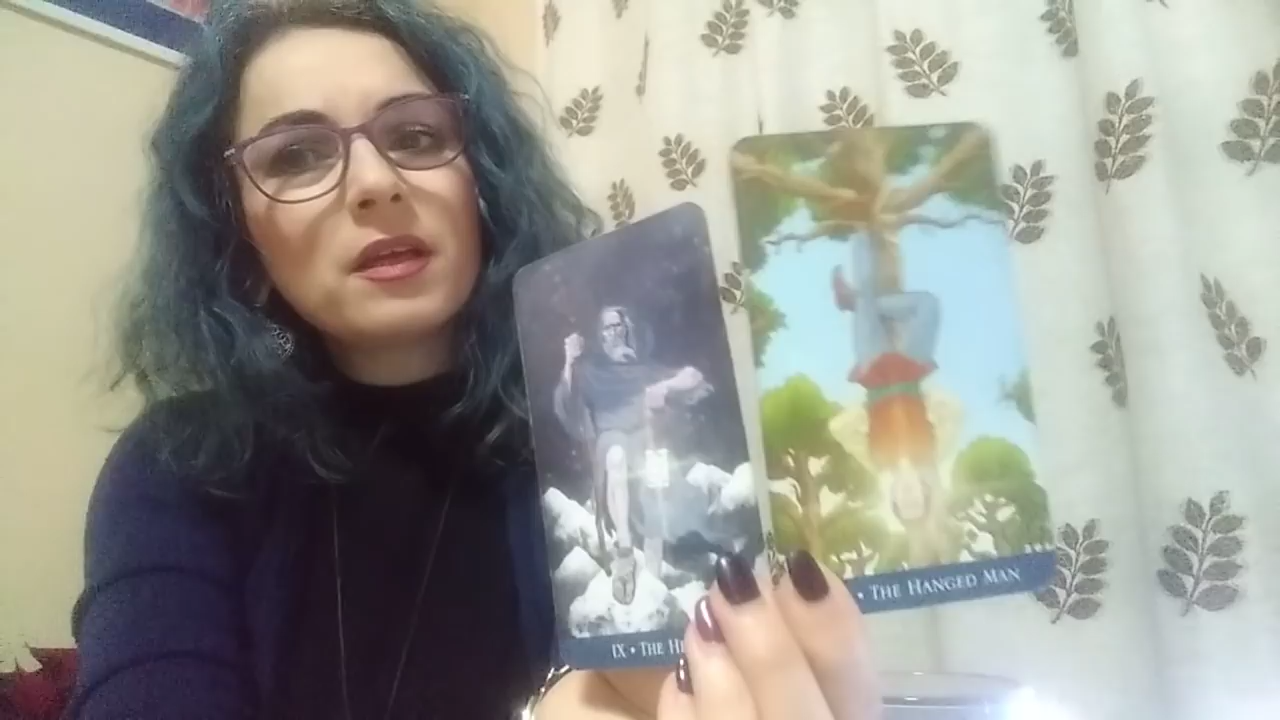 IX • THE
• THE HANGED MAN